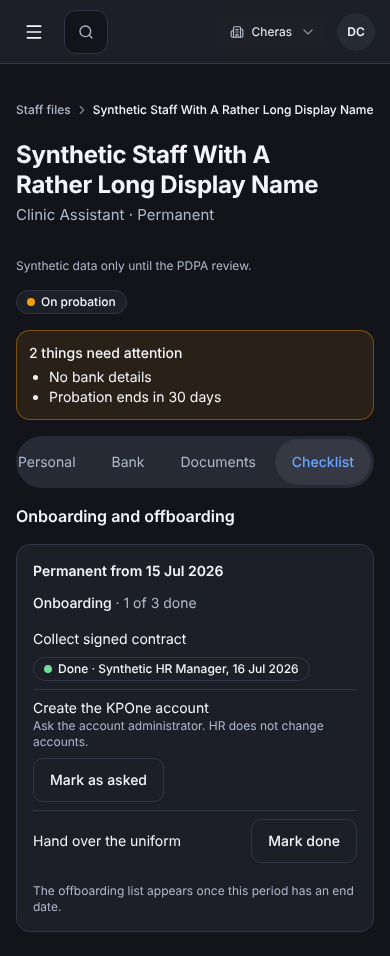 Cheras
DC
Staff files
Synthetic Staff With A Rather Long Display Name
Synthetic Staff With A
Rather Long Display Name
Clinic Assistant · Permanent
Synthetic data only until the PDPA review.
On probation
2 things need attention
• No bank details
• Probation ends in 30 days
Personal
Bank
Documents
Checklist
Onboarding and offboarding
Permanent from 15 Jul 2026
Onboarding · 1 of 3 done
Collect signed contract
Done · Synthetic HR Manager, 16 Jul 2026
Create the KPOne account
Ask the account administrator. HR does not change
accounts.
Mark as asked
Hand over the uniform
Mark done
The offboarding list appears once this period has an end
date.